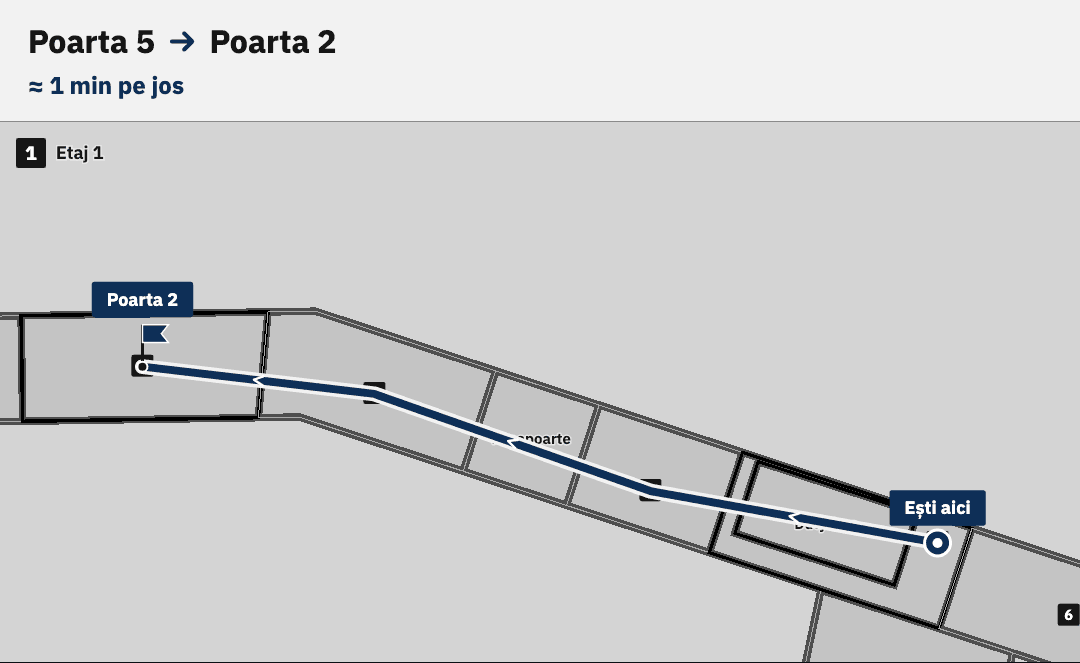 Poarta 5 → Poarta 2
≈ 1 min pe jos
1 Etaj 1
Poarta 2
Ești aici
6